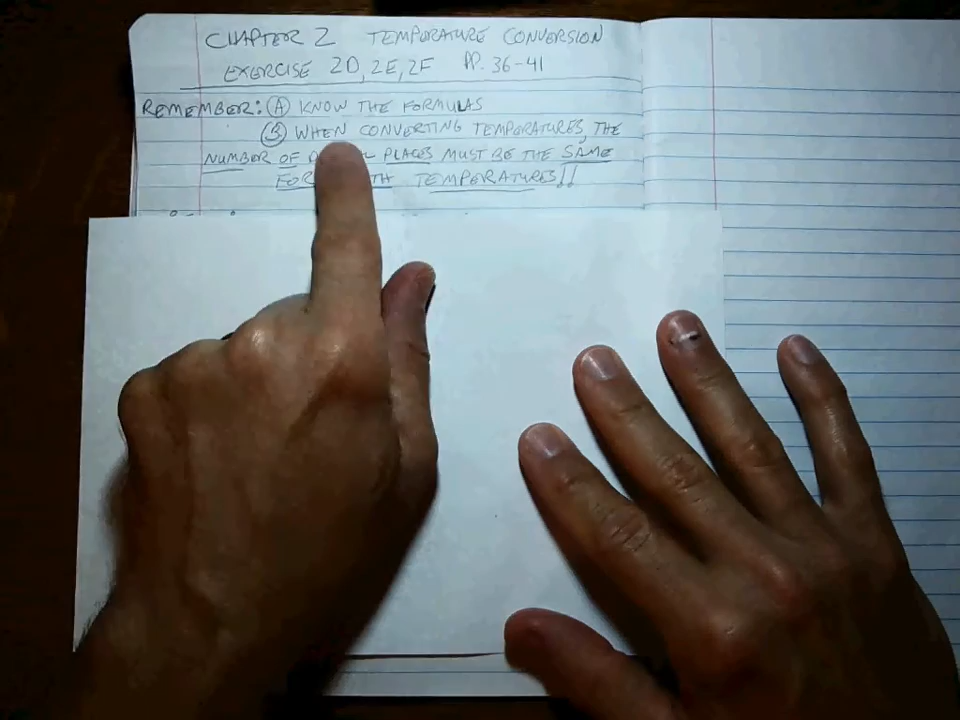 CHAPTER 2 TEMPORATURE CONVERSION
EXERCISE 2D, 2E, 2F PP. 36-41
REMEMBER: (A) KNOW THE FORMULAS
(B) WHEN CONVERTING TEMPERATURES, THE
NUMBER OF PLACES MUST BE THE SAME
FOR TEMPERATURES!!